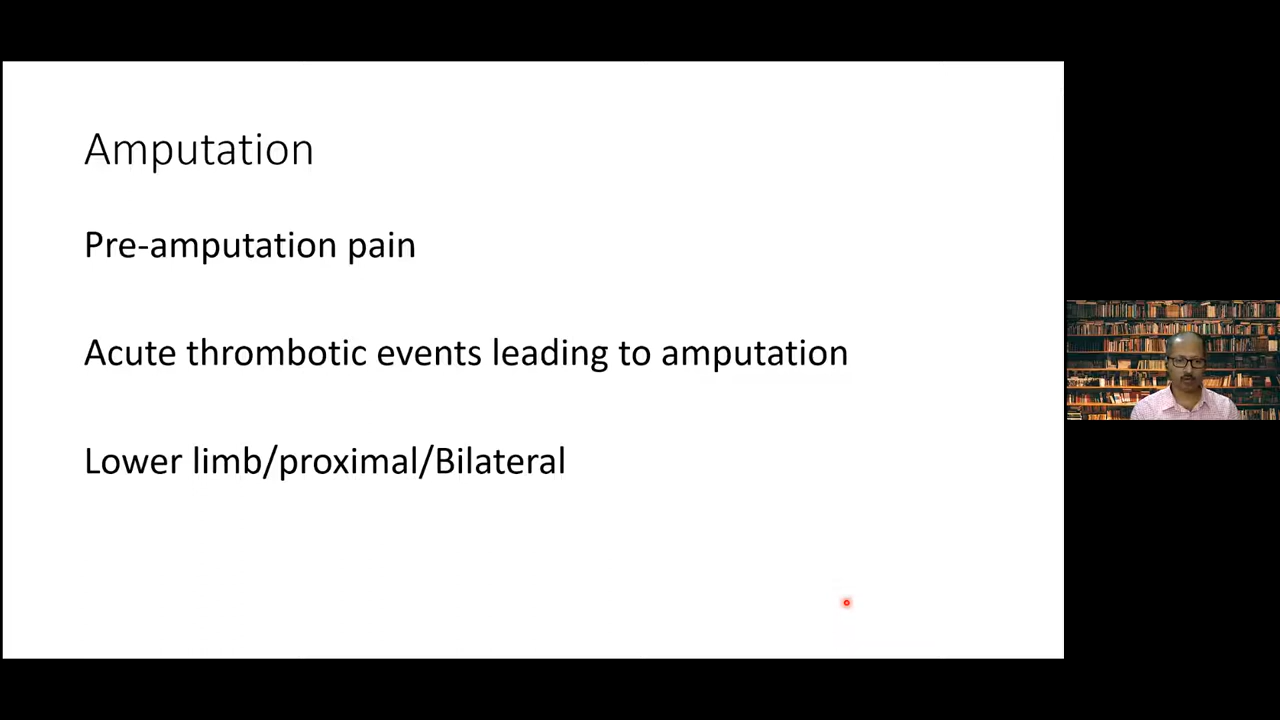 Amputation
Pre-amputation pain
Acute thrombotic events leading to amputation
Lower limb/proximal/Bilateral